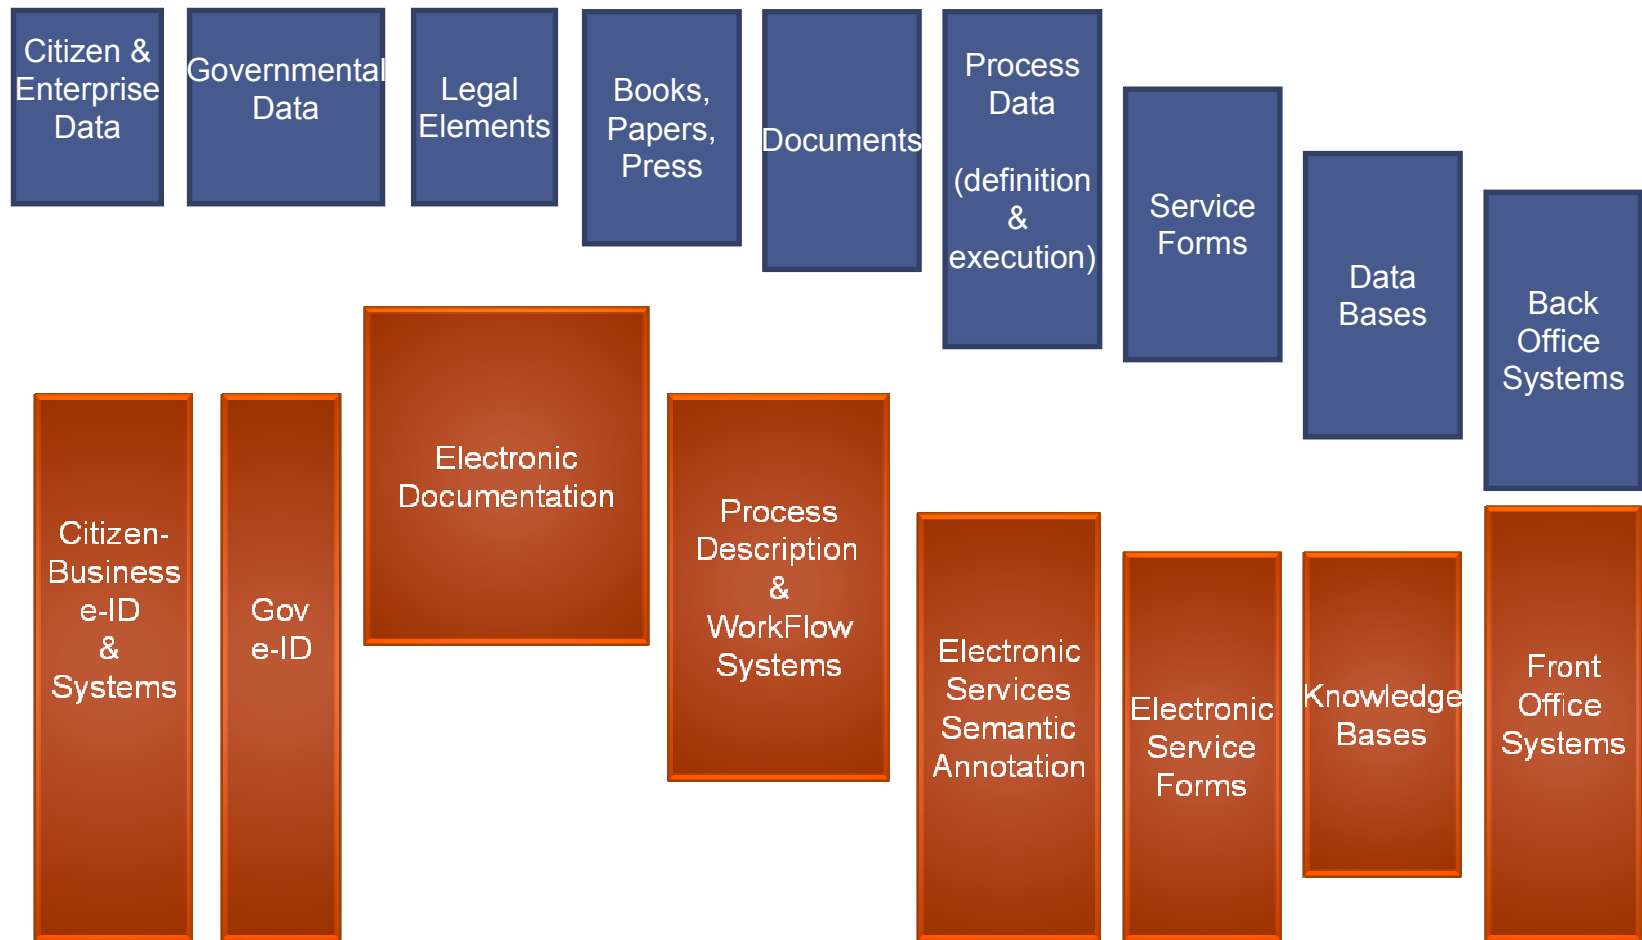 Citizen &
Enterprise
Data
Governmental
Data
Legal
Elements
Books,
Papers,
Press
Documents
Process
Data
(definition
&
execution)
Service
Forms
Data
Bases
Back
Office
Systems
Citizen-
Business
e-ID
&
Systems
Gov
e-ID
Electronic
Documentation
Process
Description
&
WorkFlow
Systems
Electronic
Services
Semantic
Annotation
Electronic
Service
Forms
Knowledge
Bases
Front
Office
Systems